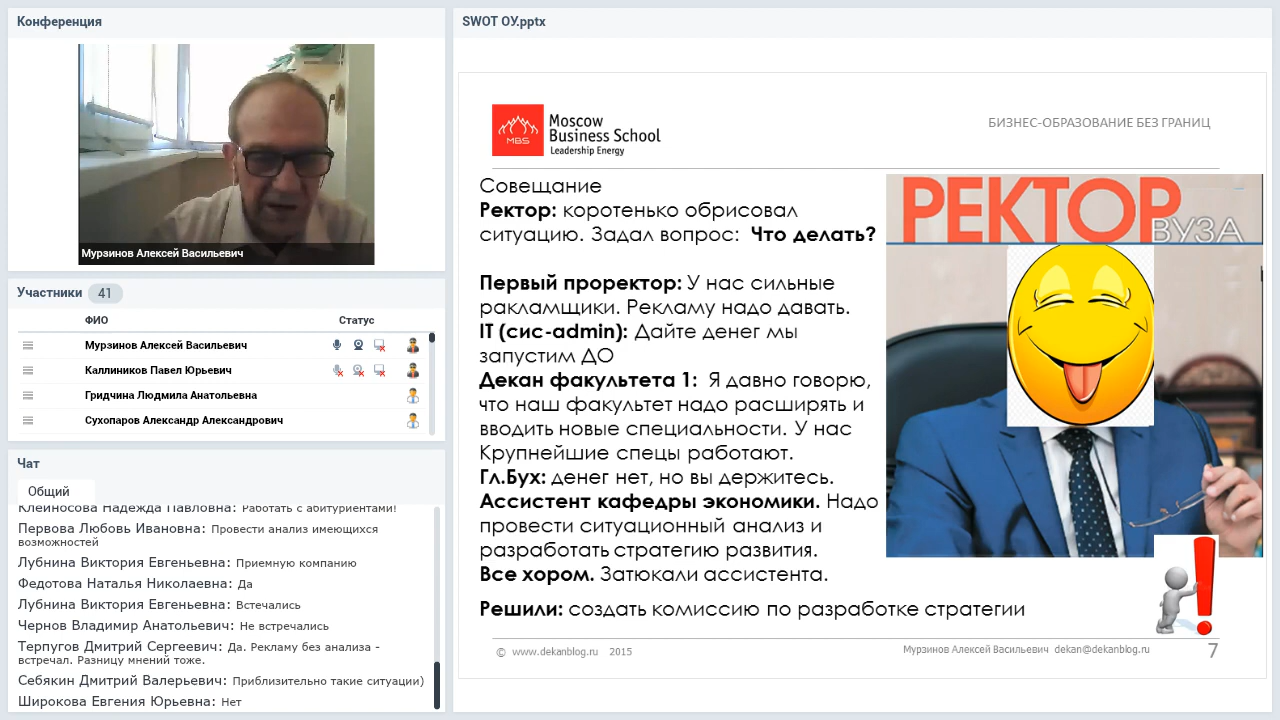 Конференция
Мурзинов Алексей Васильевич
Участники 41
ФИО Статус
Мурзинов Алексей Васильевич
Каллиников Павел Юрьевич
Гридчина Людмила Анатольевна
Сухопаров Александр Александрович
Чат
Общий
Клейносова Надежда Павловна: Работать с абитуриентами!
Первова Любовь Ивановна: Провести анализ имеющихся
возможностей
Лубнина Виктория Евгеньевна: Приемную компанию
Федотова Наталья Николаевна: Да
Лубнина Виктория Евгеньевна: Встечались
Чернов Владимир Анатольевич: Не встречались
Терпугов Дмитрий Сергеевич: Да. Рекламу без анализа -
встречал. Разницу мнений тоже.
Себякин Дмитрий Валерьевич: Приблизительно такие ситуации)
Широкова Евгения Юрьевна: Нет
SWOT ОУ.pptx
MBS
Moscow
Business School
Leadership Energy
БИЗНЕС-ОБРАЗОВАНИЕ БЕЗ ГРАНИЦ
Совещание
Ректор: коротенько обрисовал
ситуацию. Задал вопрос: Что делать?
Первый проректор: У нас сильные
ракламщики. Рекламу надо давать.
IT (сис-admin): Дайте денег мы
запустим ДО
Декан факультета 1: Я давно говорю,
что наш факультет надо расширять и
вводить новые специальности. У нас
Крупнейшие спецы работают.
Гл.Бух: денег нет, но вы держитесь.
Ассистент кафедры экономики. Надо
провести ситуационный анализ и
разработать стратегию развития.
Все хором. Затюкали ассистента.
Решили: создать комиссию по разработке стратегии
РЕКТОР
ВУЗА
© www.dekanblog.ru 2015
Мурзинов Алексей Васильевич dekan@dekanblog.ru
7